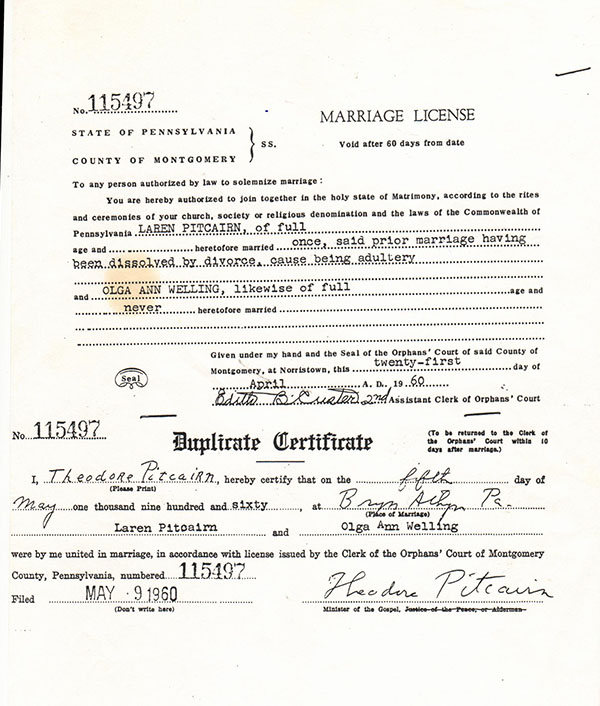 No. 115497
MARRIAGE LICENSE
STATE OF PENNSYLVANIA
COUNTY OF MONTGOMERY
} SS.
Void after 60 days from date
To any person authorized by law to solemnize marriage:
You are hereby authorized to join together in the holy state of Matrimony, according to the rites
and ceremonies of your church, society or religious denomination and the laws of the Commonwealth of
Pennsylvania LAREN PITCAIRN, of full
age and heretofore married once, said prior marriage having
been dissolved by divorce, cause being adultery
and OLGA ANN WELLING, likewise of full age and
never heretofore married
Given under my hand and the Seal of the Orphans' Court of said County of
Montgomery, at Norristown, this twenty-first day of
April A. D., 1960
Seal
Edith B. Custer 2nd Assistant Clerk of Orphans' Court
No. 115497
Duplicate Certificate
(To be returned to the Clerk of
the Orphans' Court within 10
days after marriage.)
I, Theodore Pitcairn, hereby certify that on the fifth day of
(Please Print)
May one thousand nine hundred and sixty, at Bryn Athyn Pa.
(Place of Marriage)
Laren Pitcairn and Olga Ann Welling
were by me united in marriage, in accordance with license issued by the Clerk of the Orphans' Court of Montgomery
County, Pennsylvania, numbered 115497
Filed MAY 9 1960
(Don't write here)
Theodore Pitcairn
Minister of the Gospel, Justice of the Peace, or Alderman